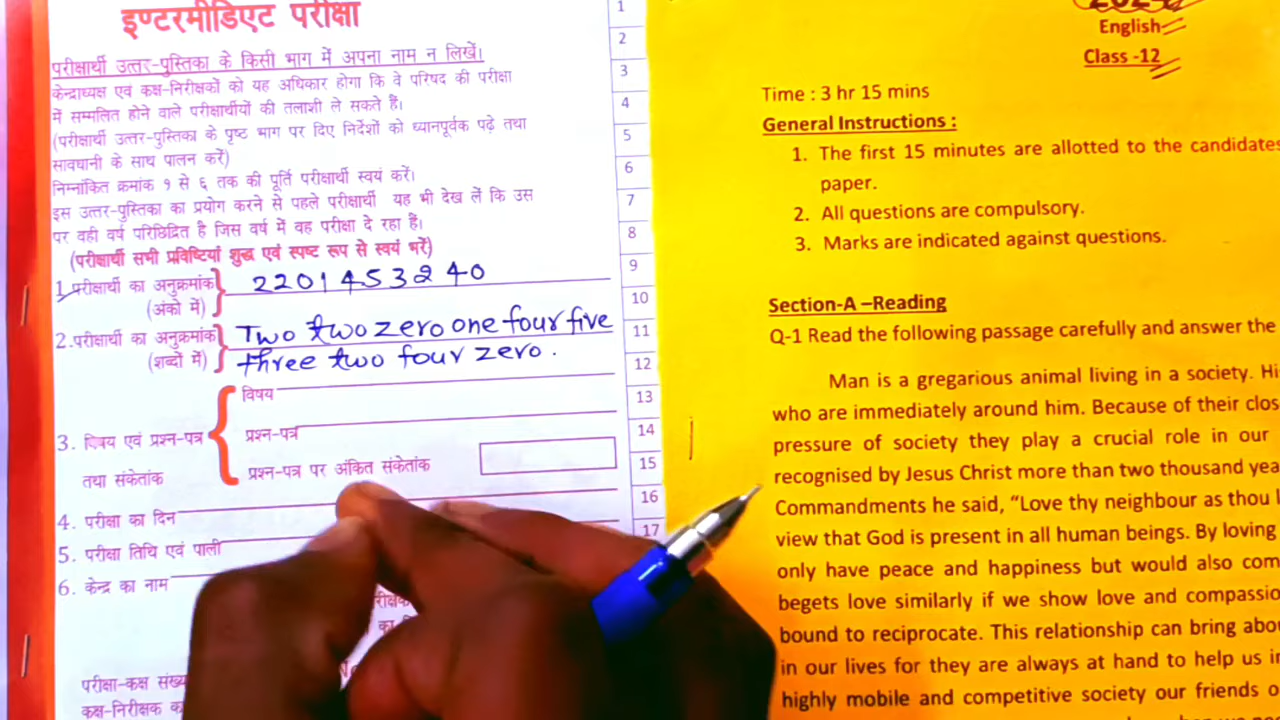 इण्टरमीडिएट परीक्षा
परीक्षार्थी उत्तर-पुस्तिका के किसी भाग में अपना नाम न लिखें।
केन्द्राध्यक्ष एवं कक्ष-निरीक्षकों को यह अधिकार होगा कि वे परिषद की परीक्षा
में सम्मलित होने वाले परीक्षार्थीयों की तलाशी ले सकते हैं।
(परीक्षार्थी उत्तर-पुस्तिका के पृष्ट भाग पर दिए निर्देशों को ध्यानपूर्वक पढ़े तथा
सावधानी के साथ पालन करें)
निम्नांकित क्रमांक १ से ६ तक की पूर्ति परीक्षार्थी स्वयं करें।
इस उत्तर-पुस्तिका का प्रयोग करने से पहले परीक्षार्थी यह भी देख लें कि उस
पर वही वर्ष परिछिद्रित है जिस वर्ष में वह परीक्षा दे रहा है।
(परीक्षार्थी सभी प्रविष्टियां शुद्ध एवं स्पष्ट रूप से स्वयं भरें)
1. परीक्षार्थी का अनुक्रमांक 2201453240
(अंको में)
2. परीक्षार्थी का अनुक्रमांक Two two zero one four five
(शब्दों में) three two four zero.
विषय
3. विषय एवं प्रश्न-पत्र प्रश्न-पत्र
तथा संकेतांक प्रश्न-पत्र पर अंकित संकेतांक
4. परीक्षा का दिन
5. परीक्षा तिथि एवं पाली
6. केन्द्र का नाम
परीक्षा-कक्ष
कक्ष-निरीक्षक
1
2
3
4
5
6
7
8
9
10
11
12
13
14
15
16
17
English
Class -12
Time : 3 hr 15 mins
General Instructions :
1. The first 15 minutes are allotted to the candidates
paper.
2. All questions are compulsory.
3. Marks are indicated against questions.
Section-A –Reading
Q-1 Read the following passage carefully and answer the
Man is a gregarious animal living in a society.
who are immediately around him. Because of their
pressure of society they play a crucial role in our
recognised by Jesus Christ more than two thousand
Commandments he said, “Love thy neighbour as thou
view that God is present in all human beings. By loving
only have peace and happiness but would also
begets love similarly if we show love and
bound to reciprocate. This relationship can bring
in our lives for they are always at hand to help us
highly mobile and competitive society our friends